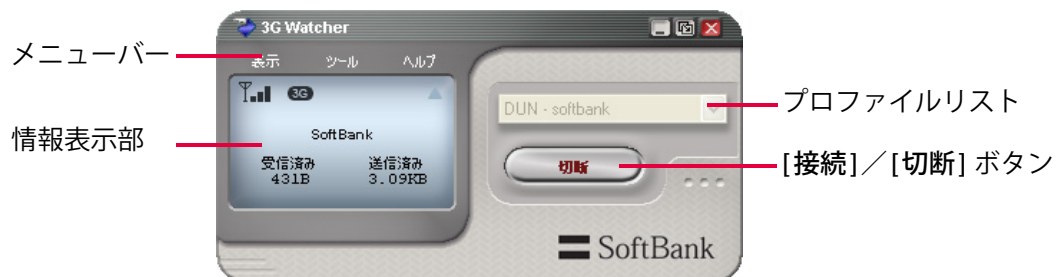 3G Watcher
メニューバー
表示 ツール ヘルプ
3G
DUN - softbank
プロファイルリスト
情報表示部
SoftBank
受信済み 送信済み
431B 3.09KB
切断
[接続]／[切断] ボタン
SoftBank